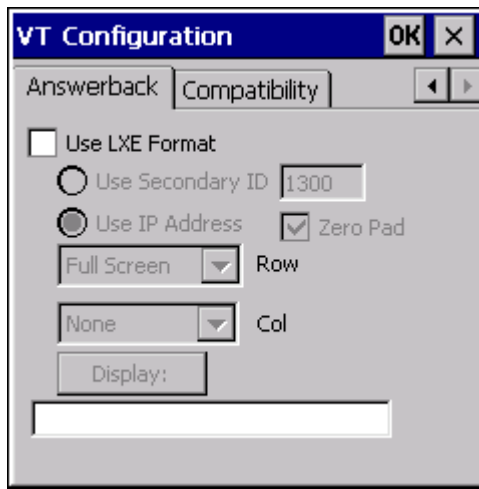 VT Configuration OK
Answerback Compatibility
Use LXE Format
Use Secondary ID 1300
Use IP Address Zero Pad
Full Screen Row
None Col
Display: